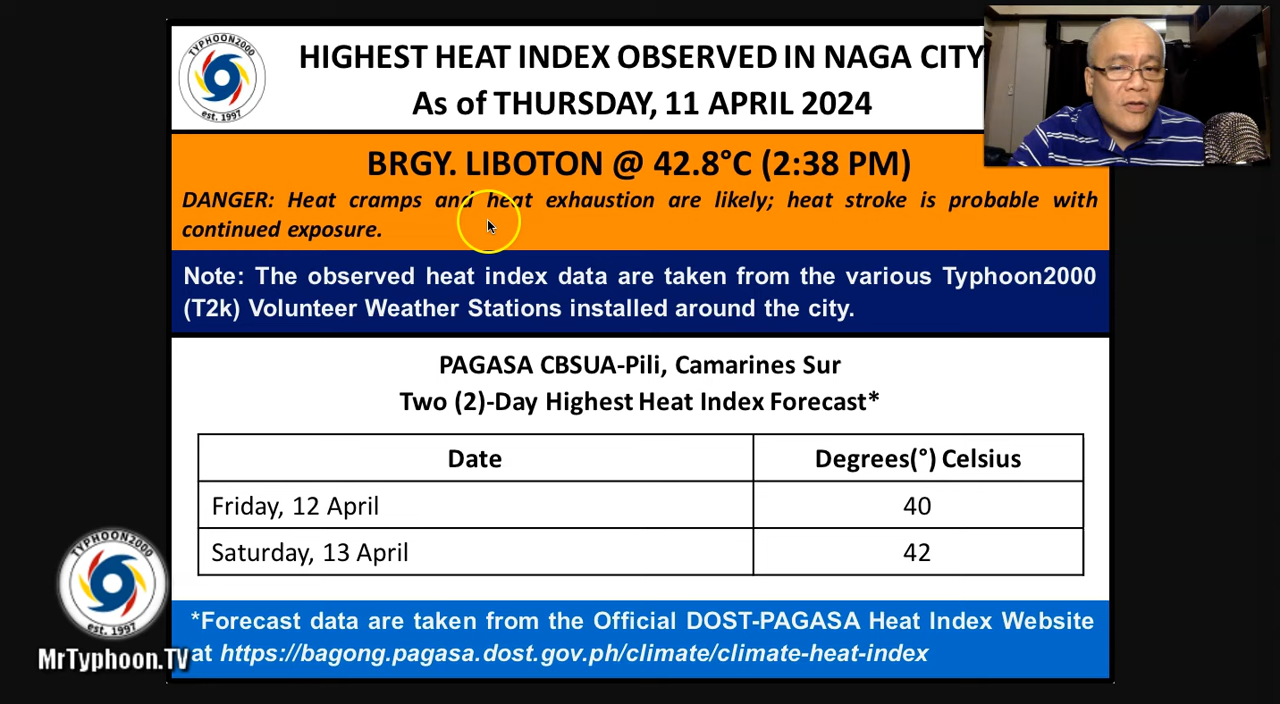 TYPHOON2000
est. 1997
HIGHEST HEAT INDEX OBSERVED IN NAGA CITY
As of THURSDAY, 11 APRIL 2024
BRGY. LIBOTON @ 42.8°C (2:38 PM)
DANGER: Heat cramps and heat exhaustion are likely; heat stroke is probable with
continued exposure.
Note: The observed heat index data are taken from the various Typhoon2000
(T2k) Volunteer Weather Stations installed around the city.
PAGASA CBSUA-Pili, Camarines Sur
Two (2)-Day Highest Heat Index Forecast*
Date Degrees(°) Celsius
Friday, 12 April 40
Saturday, 13 April 42
*Forecast data are taken from the Official DOST-PAGASA Heat Index Website
at https://bagong.pagasa.dost.gov.ph/climate/climate-heat-index
TYPHOON2000
est. 1997
MrTyphoon.TV